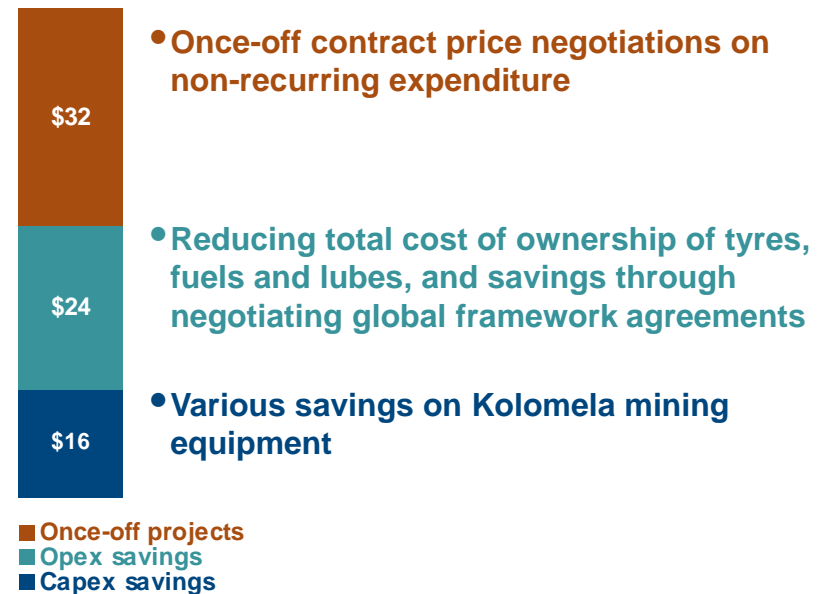 • Once-off contract price negotiations on
non-recurring expenditure
$32
• Reducing total cost of ownership of tyres,
fuels and lubes, and savings through
negotiating global framework agreements
$24
• Various savings on Kolomela mining
equipment
$16
Once-off projects
Opex savings
Capex savings